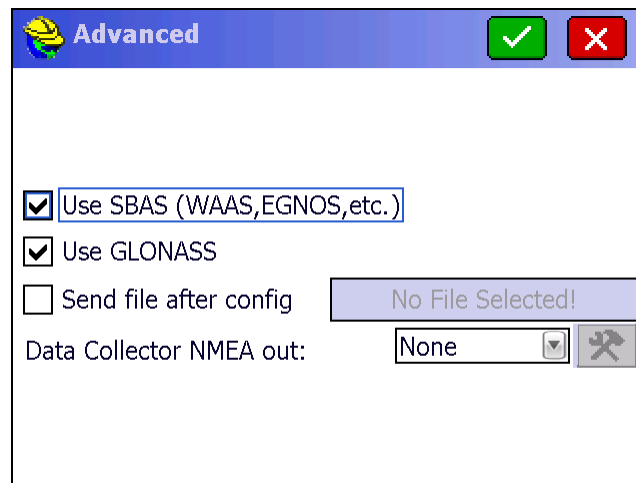 Advanced
Use SBAS (WAAS,EGNOS,etc.)
Use GLONASS
Send file after config No File Selected!
Data Collector NMEA out: None